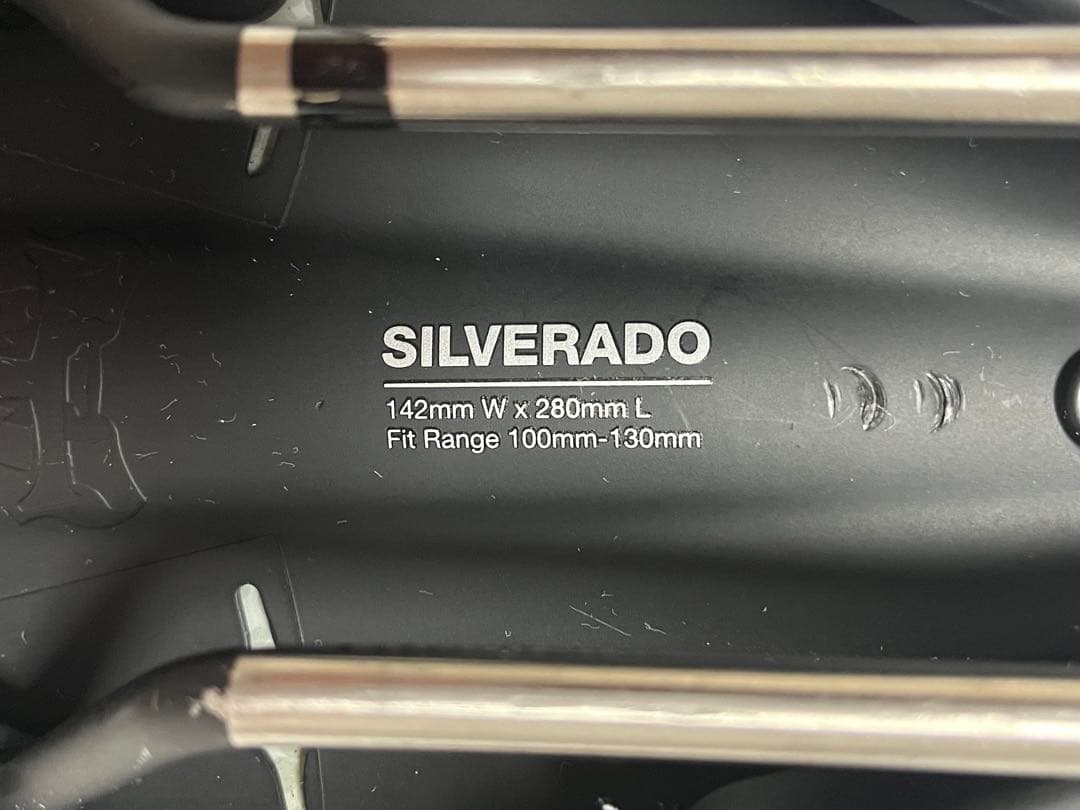 SILVERADO
142mm W x 280mm L
Fit Range 100mm-130mm